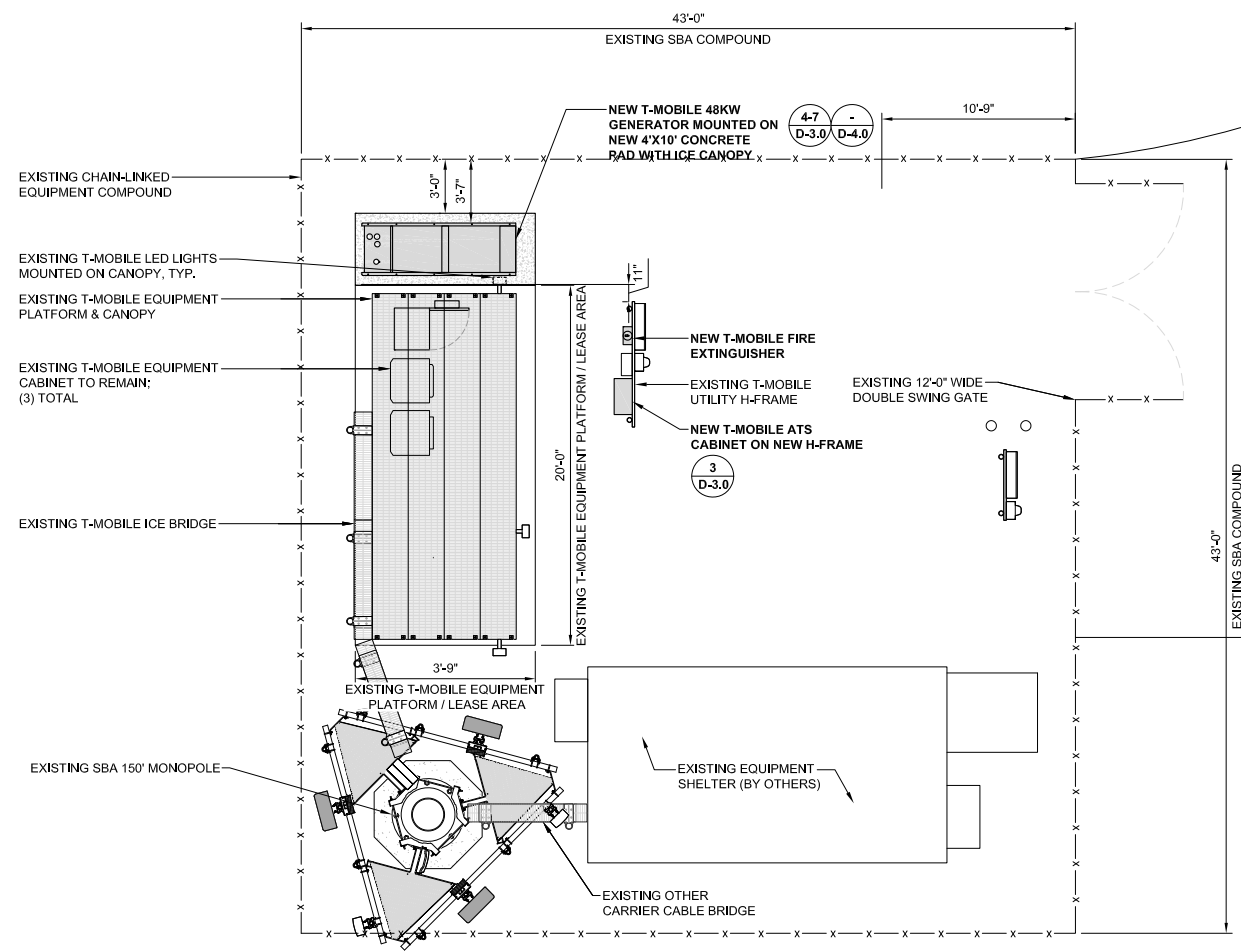 43'-0"
EXISTING SBA COMPOUND
NEW T-MOBILE 48KW
GENERATOR MOUNTED ON
NEW 4'X10' CONCRETE
PAD WITH ICE CANOPY
4-7
D-3.0
-
D-4.0
10'-9"
EXISTING CHAIN-LINKED
EQUIPMENT COMPOUND
3'-0"
3'-7"
EXISTING T-MOBILE LED LIGHTS
MOUNTED ON CANOPY, TYP.
11"
EXISTING T-MOBILE EQUIPMENT
PLATFORM & CANOPY
NEW T-MOBILE FIRE
EXTINGUISHER
EXISTING T-MOBILE EQUIPMENT
CABINET TO REMAIN;
(3) TOTAL
EXISTING T-MOBILE
UTILITY H-FRAME
EXISTING 12'-0" WIDE
DOUBLE SWING GATE
NEW T-MOBILE ATS
CABINET ON NEW H-FRAME
3
D-3.0
20'-0"
EXISTING T-MOBILE EQUIPMENT PLATFORM / LEASE AREA
EXISTING T-MOBILE ICE BRIDGE
43'-0"
EXISTING SBA COMPOUND
3'-9"
EXISTING T-MOBILE EQUIPMENT
PLATFORM / LEASE AREA
EXISTING SBA 150' MONOPOLE
EXISTING EQUIPMENT
SHELTER (BY OTHERS)
EXISTING OTHER
CARRIER CABLE BRIDGE